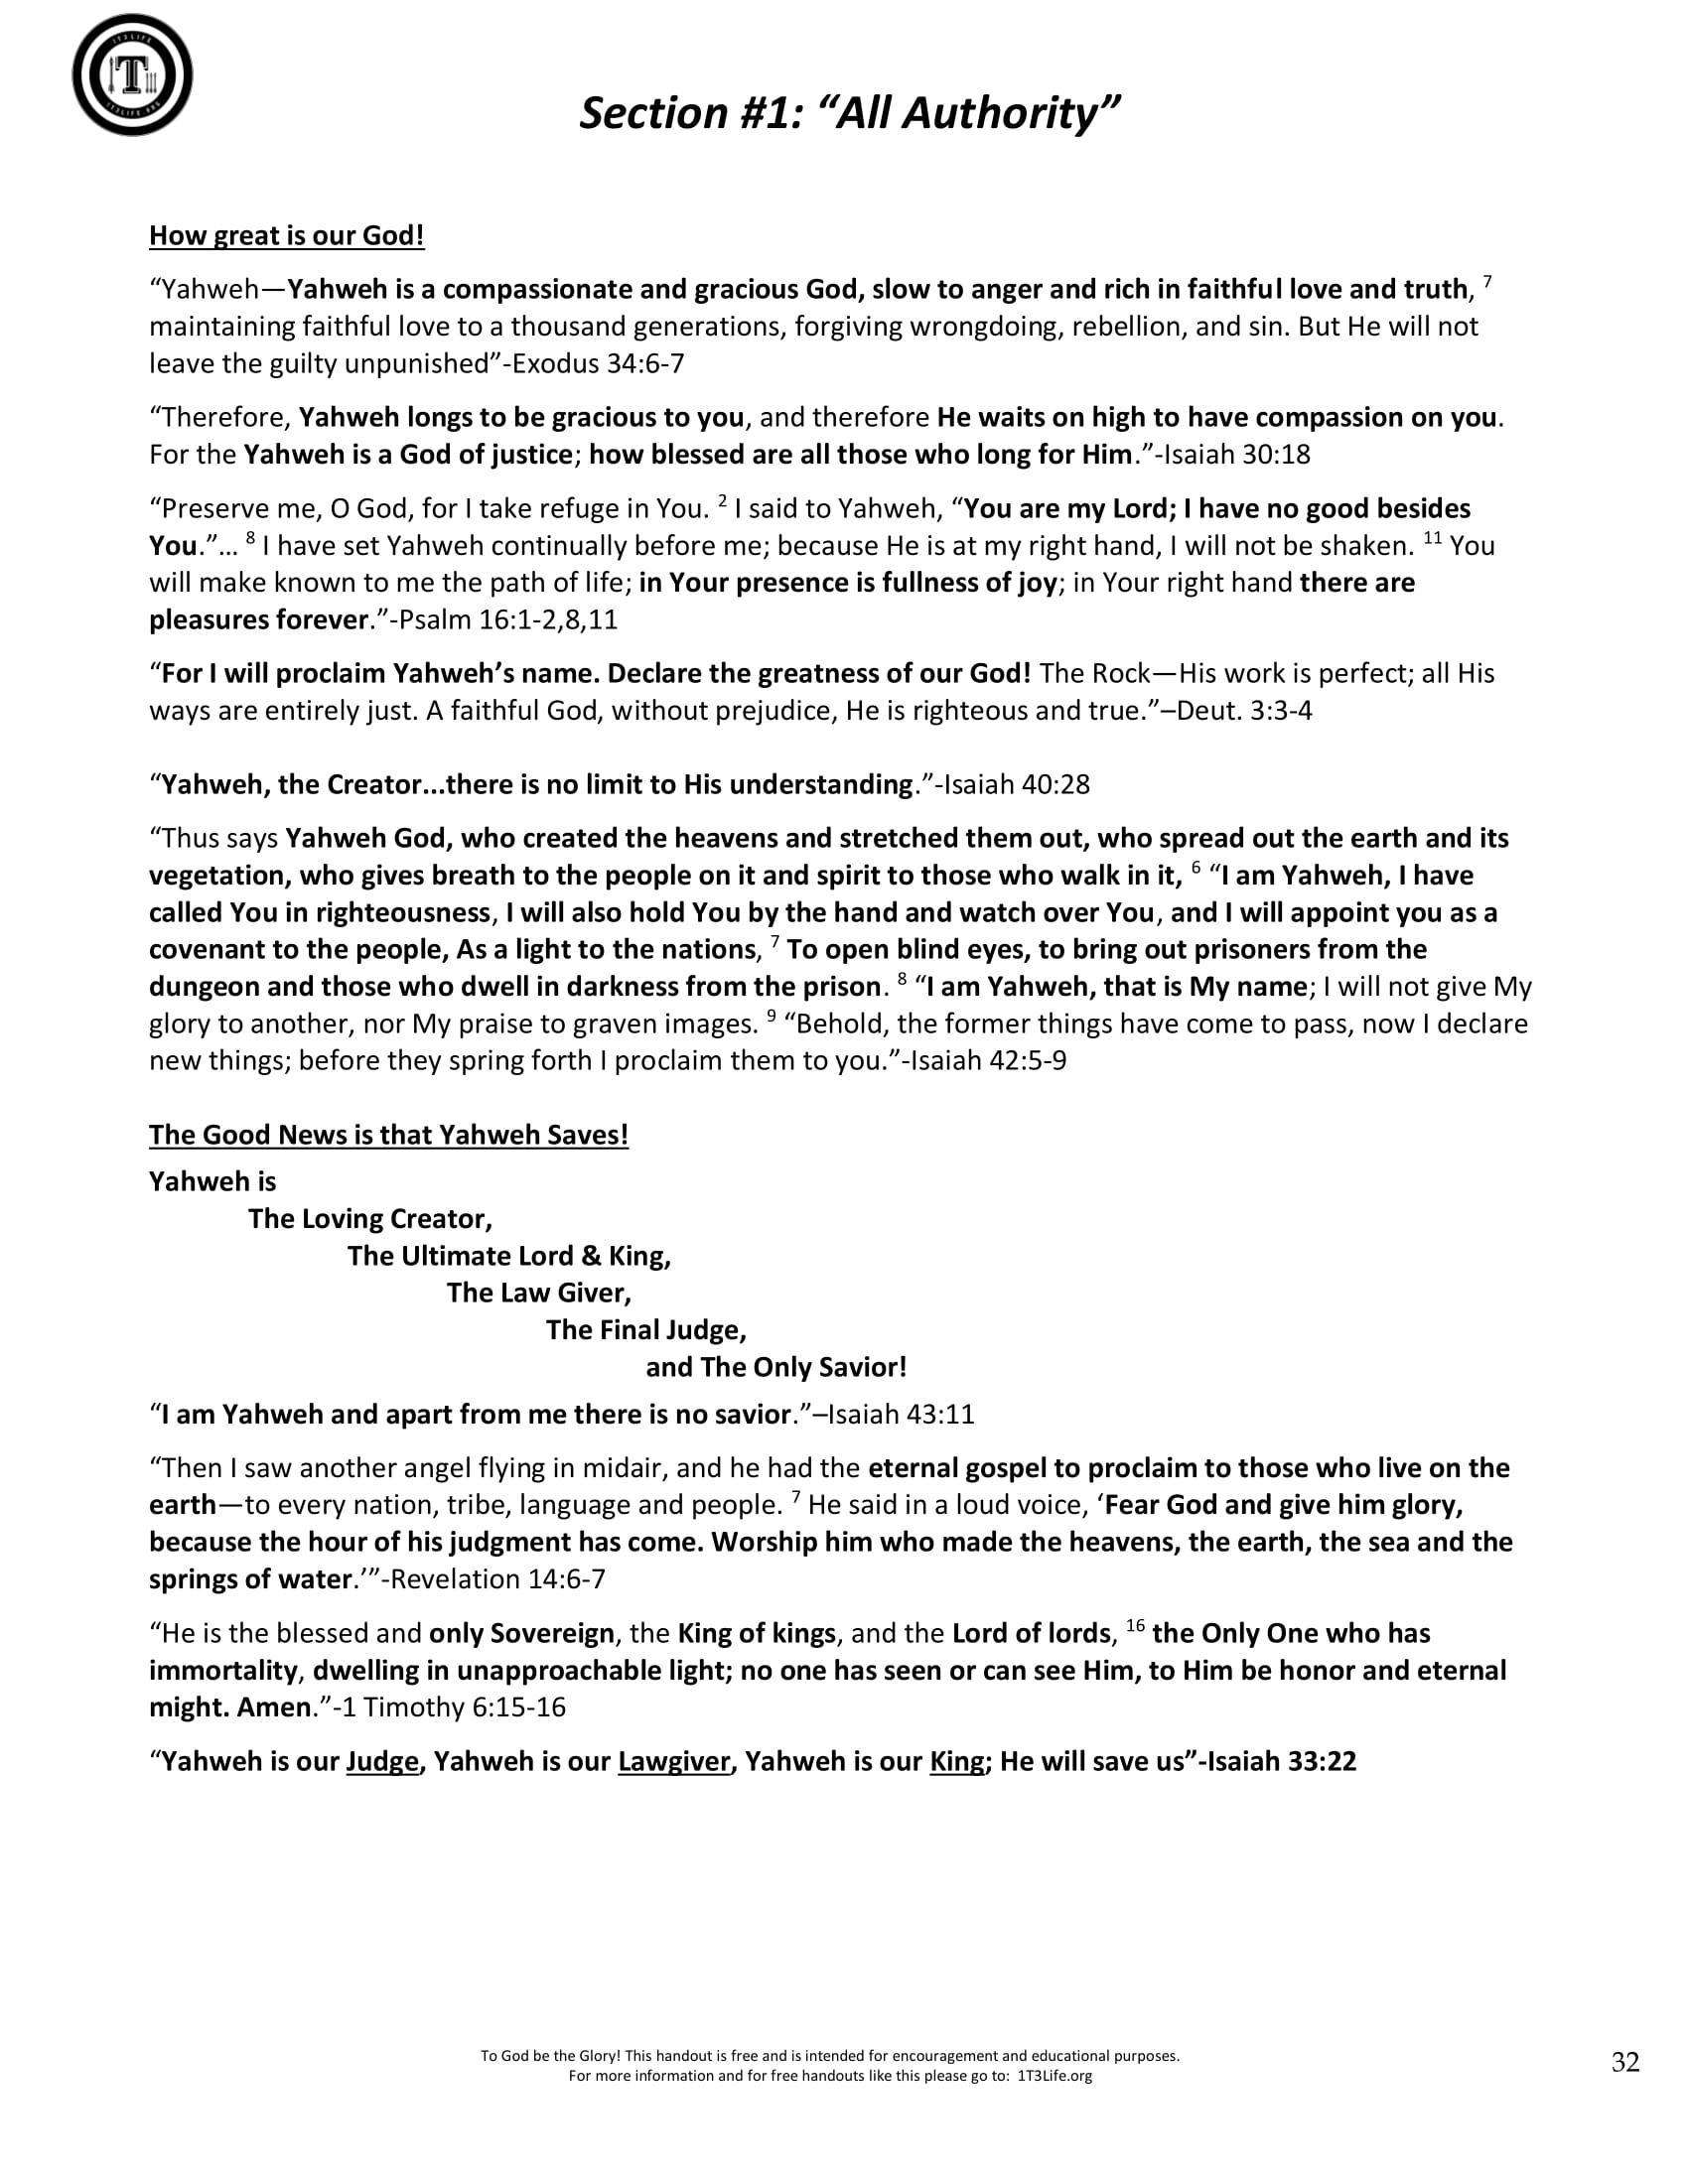 1T3LIFE
T
1T3LIFE.ORG
Section #1: “All Authority”
How great is our God!
“Yahweh—Yahweh is a compassionate and gracious God, slow to anger and rich in faithful love and truth, 7
maintaining faithful love to a thousand generations, forgiving wrongdoing, rebellion, and sin. But He will not
leave the guilty unpunished”-Exodus 34:6-7
“Therefore, Yahweh longs to be gracious to you, and therefore He waits on high to have compassion on you.
For the Yahweh is a God of justice; how blessed are all those who long for Him.”-Isaiah 30:18
“Preserve me, O God, for I take refuge in You. 2 I said to Yahweh, “You are my Lord; I have no good besides
You.”… 8 I have set Yahweh continually before me; because He is at my right hand, I will not be shaken. 11 You
will make known to me the path of life; in Your presence is fullness of joy; in Your right hand there are
pleasures forever.”-Psalm 16:1-2,8,11
“For I will proclaim Yahweh’s name. Declare the greatness of our God! The Rock—His work is perfect; all His
ways are entirely just. A faithful God, without prejudice, He is righteous and true.”–Deut. 3:3-4
“Yahweh, the Creator...there is no limit to His understanding.”-Isaiah 40:28
“Thus says Yahweh God, who created the heavens and stretched them out, who spread out the earth and its
vegetation, who gives breath to the people on it and spirit to those who walk in it, 6 “I am Yahweh, I have
called You in righteousness, I will also hold You by the hand and watch over You, and I will appoint you as a
covenant to the people, As a light to the nations, 7 To open blind eyes, to bring out prisoners from the
dungeon and those who dwell in darkness from the prison. 8 “I am Yahweh, that is My name; I will not give My
glory to another, nor My praise to graven images. 9 “Behold, the former things have come to pass, now I declare
new things; before they spring forth I proclaim them to you.”-Isaiah 42:5-9
The Good News is that Yahweh Saves!
Yahweh is
The Loving Creator,
The Ultimate Lord & King,
The Law Giver,
The Final Judge,
and The Only Savior!
“I am Yahweh and apart from me there is no savior.”–Isaiah 43:11
“Then I saw another angel flying in midair, and he had the eternal gospel to proclaim to those who live on the
earth—to every nation, tribe, language and people. 7 He said in a loud voice, ‘Fear God and give him glory,
because the hour of his judgment has come. Worship him who made the heavens, the earth, the sea and the
springs of water.’”-Revelation 14:6-7
“He is the blessed and only Sovereign, the King of kings, and the Lord of lords, 16 the Only One who has
immortality, dwelling in unapproachable light; no one has seen or can see Him, to Him be honor and eternal
might. Amen.”-1 Timothy 6:15-16
“Yahweh is our Judge, Yahweh is our Lawgiver, Yahweh is our King; He will save us”-Isaiah 33:22
To God be the Glory! This handout is free and is intended for encouragement and educational purposes.
For more information and for free handouts like this please go to: 1T3Life.org
32